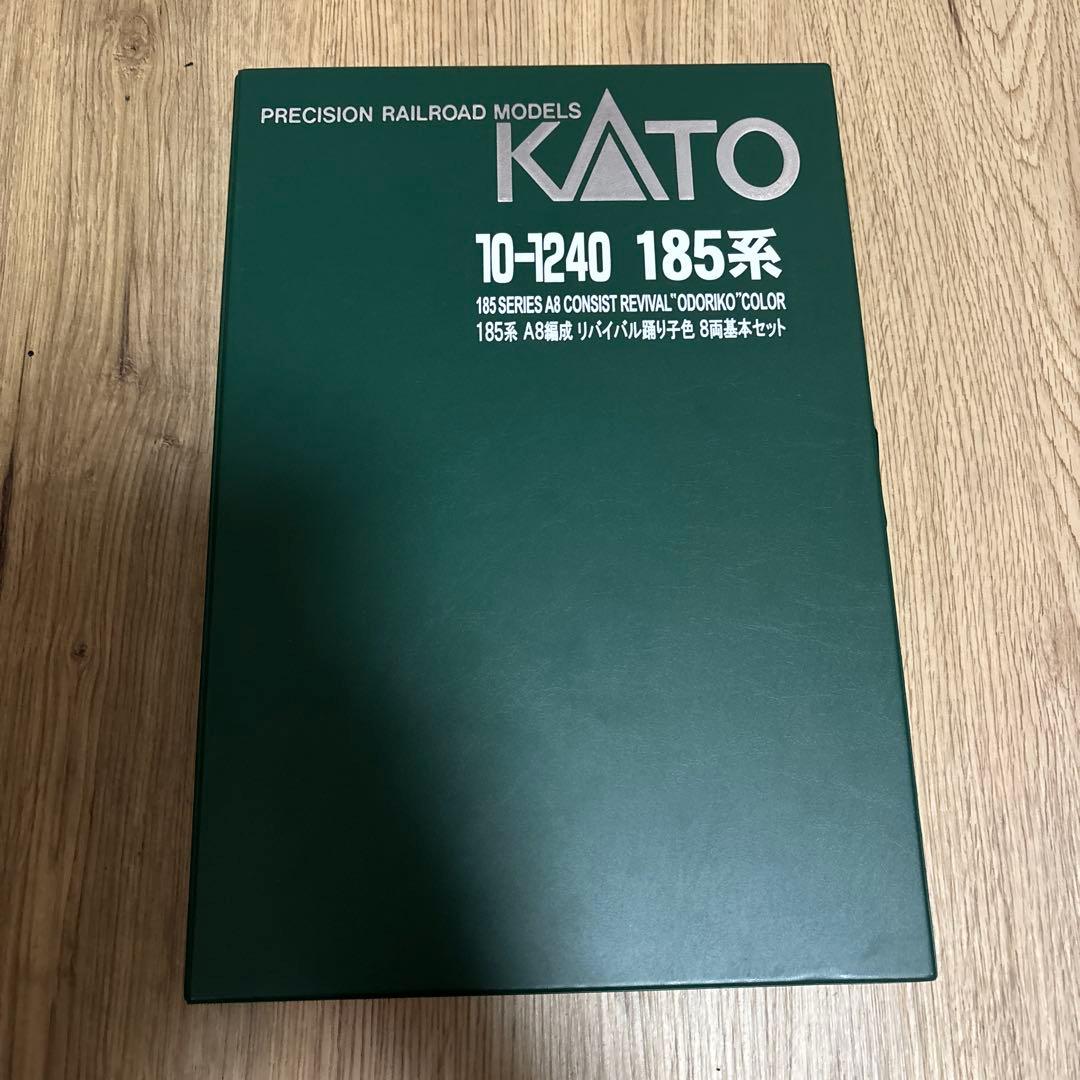 PRECISION RAILROAD MODELS
KATO
10-1240 185系
185 SERIES A8 CONSIST REVIVAL "ODORIKO" COLOR
185系 A8編成 リバイバル踊り子色 8両基本セット